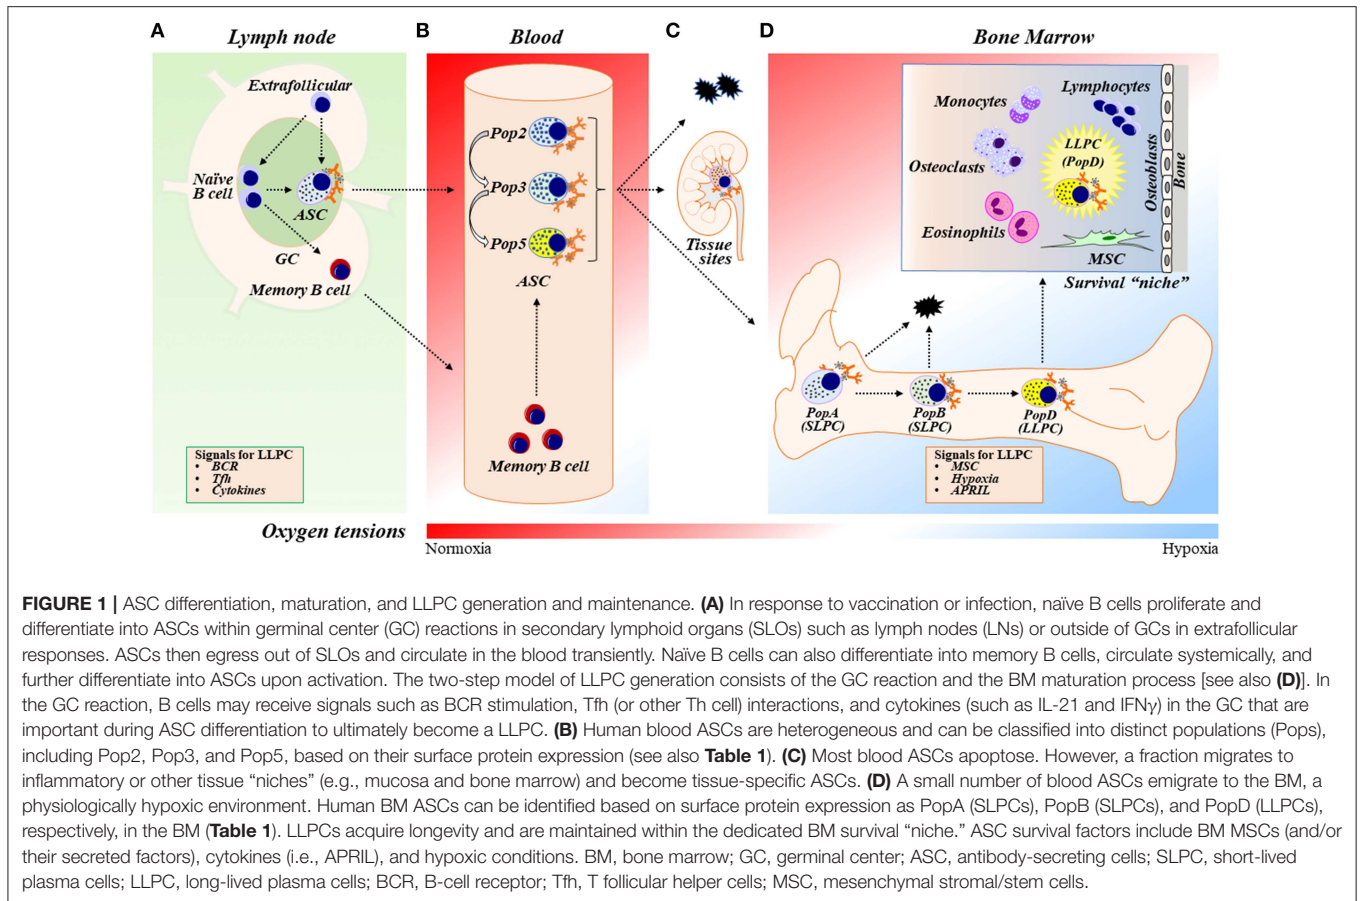 A
Lymph node
Extrafollicular
Naïve
B cell
ASC
GC
Memory B cell
Signals for LLPC
• BCR
• Tfh
• Cytokines
B
Blood
Pop2
Pop3
Pop5
ASC
Memory B cell
C
Tissue
sites
D
Bone Marrow
Monocytes
Lymphocytes
Osteoclasts
LLPC
(PopD)
Eosinophils
MSC
Osteoblasts
Bone
Survival “niche”
PopA
(SLPC)
PopB
(SLPC)
PopD
(LLPC)
Signals for LLPC
• MSC
• Hypoxia
• APRIL
Oxygen tensions
Normoxia
Hypoxia
FIGURE 1 | ASC differentiation, maturation, and LLPC generation and maintenance. (A) In response to vaccination or infection, naïve B cells proliferate and
differentiate into ASCs within germinal center (GC) reactions in secondary lymphoid organs (SLOs) such as lymph nodes (LNs) or outside of GCs in extrafollicular
responses. ASCs then egress out of SLOs and circulate in the blood transiently. Naïve B cells can also differentiate into memory B cells, circulate systemically, and
further differentiate into ASCs upon activation. The two-step model of LLPC generation consists of the GC reaction and the BM maturation process [see also (D)]. In
the GC reaction, B cells may receive signals such as BCR stimulation, Tfh (or other Th cell) interactions, and cytokines (such as IL-21 and IFNγ) in the GC that are
important during ASC differentiation to ultimately become a LLPC. (B) Human blood ASCs are heterogeneous and can be classified into distinct populations (Pops),
including Pop2, Pop3, and Pop5, based on their surface protein expression (see also Table 1). (C) Most blood ASCs apoptose. However, a fraction migrates to
inflammatory or other tissue “niches” (e.g., mucosa and bone marrow) and become tissue-specific ASCs. (D) A small number of blood ASCs emigrate to the BM, a
physiologically hypoxic environment. Human BM ASCs can be identified based on surface protein expression as PopA (SLPCs), PopB (SLPCs), and PopD (LLPCs),
respectively, in the BM (Table 1). LLPCs acquire longevity and are maintained within the dedicated BM survival “niche.” ASC survival factors include BM MSCs (and/or
their secreted factors), cytokines (i.e., APRIL), and hypoxic conditions. BM, bone marrow; GC, germinal center; ASC, antibody-secreting cells; SLPC, short-lived
plasma cells; LLPC, long-lived plasma cells; BCR, B-cell receptor; Tfh, T follicular helper cells; MSC, mesenchymal stromal/stem cells.